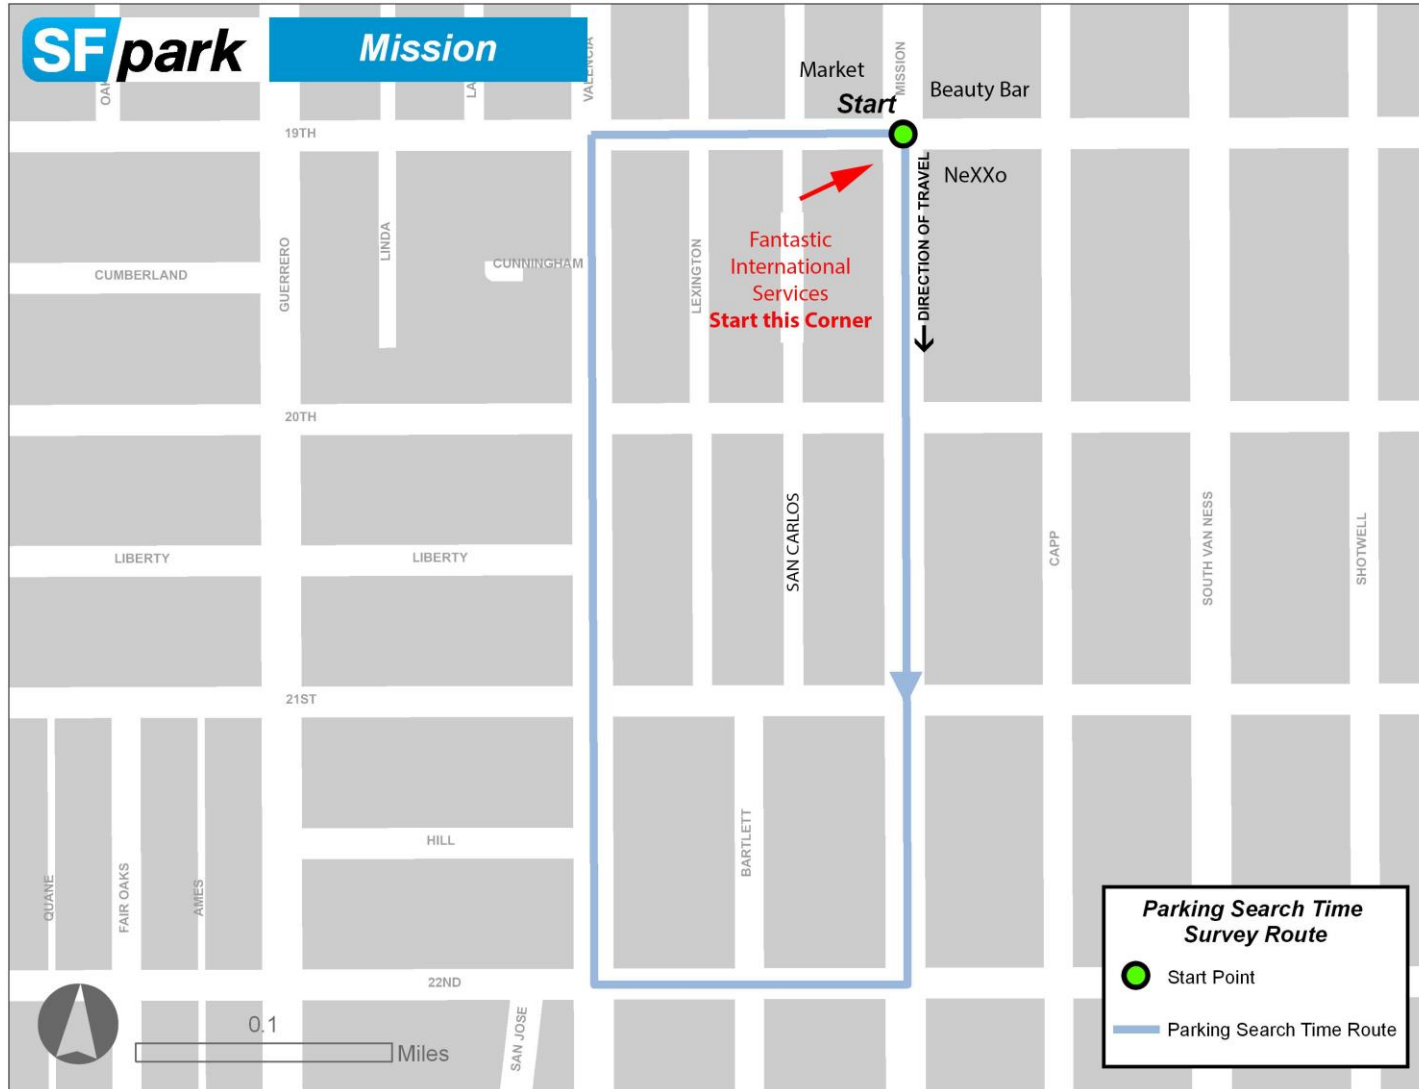 SFpark
Mission
OAK
LA
VALENCIA
Market
MISSION
Beauty Bar
Start
19TH
NeXXo
DIRECTION OF TRAVEL
Fantastic
International
Services
Start this Corner
LINDA
GUERRERO
CUNNINGHAM
LEXINGTON
CUMBERLAND
20TH
SAN CARLOS
LIBERTY
LIBERTY
CAPP
SOUTH VAN NESS
SHOTWELL
21ST
HILL
BARTLETT
QUANE
FAIR OAKS
AMES
22ND
SAN JOSE
0.1
Miles
Parking Search Time
Survey Route
Start Point
Parking Search Time Route